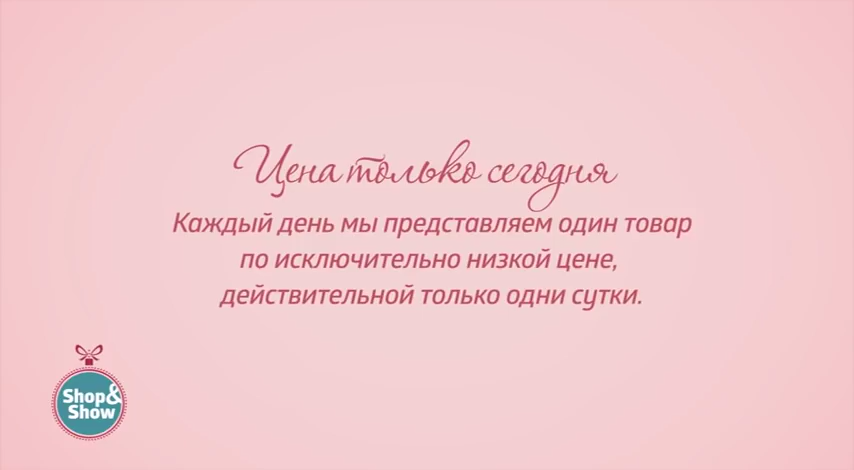 Цена только сегодня
Каждый день мы представляем один товар
по исключительно низкой цене,
действительной только одни сутки.
Shop&
Show